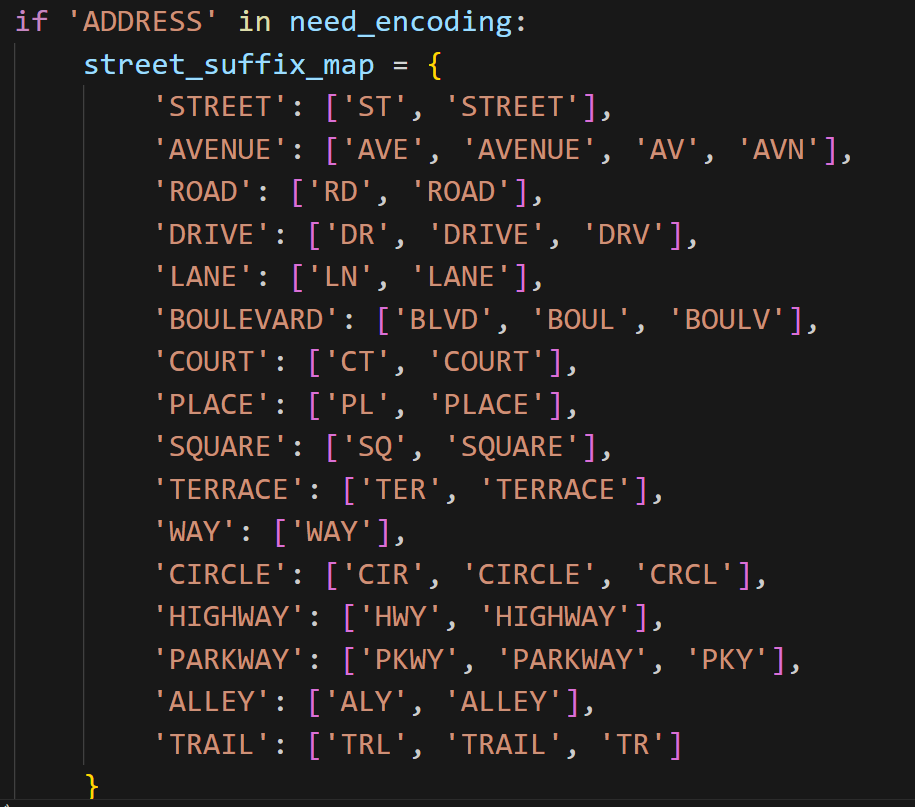 if 'ADDRESS' in need_encoding:
    street_suffix_map = {
        'STREET': ['ST', 'STREET'],
        'AVENUE': ['AVE', 'AVENUE', 'AV', 'AVN'],
        'ROAD': ['RD', 'ROAD'],
        'DRIVE': ['DR', 'DRIVE', 'DRV'],
        'LANE': ['LN', 'LANE'],
        'BOULEVARD': ['BLVD', 'BOUL', 'BOULV'],
        'COURT': ['CT', 'COURT'],
        'PLACE': ['PL', 'PLACE'],
        'SQUARE': ['SQ', 'SQUARE'],
        'TERRACE': ['TER', 'TERRACE'],
        'WAY': ['WAY'],
        'CIRCLE': ['CIR', 'CIRCLE', 'CRCL'],
        'HIGHWAY': ['HWY', 'HIGHWAY'],
        'PARKWAY': ['PKWY', 'PARKWAY', 'PKY'],
        'ALLEY': ['ALY', 'ALLEY'],
        'TRAIL': ['TRL', 'TRAIL', 'TR']
    }